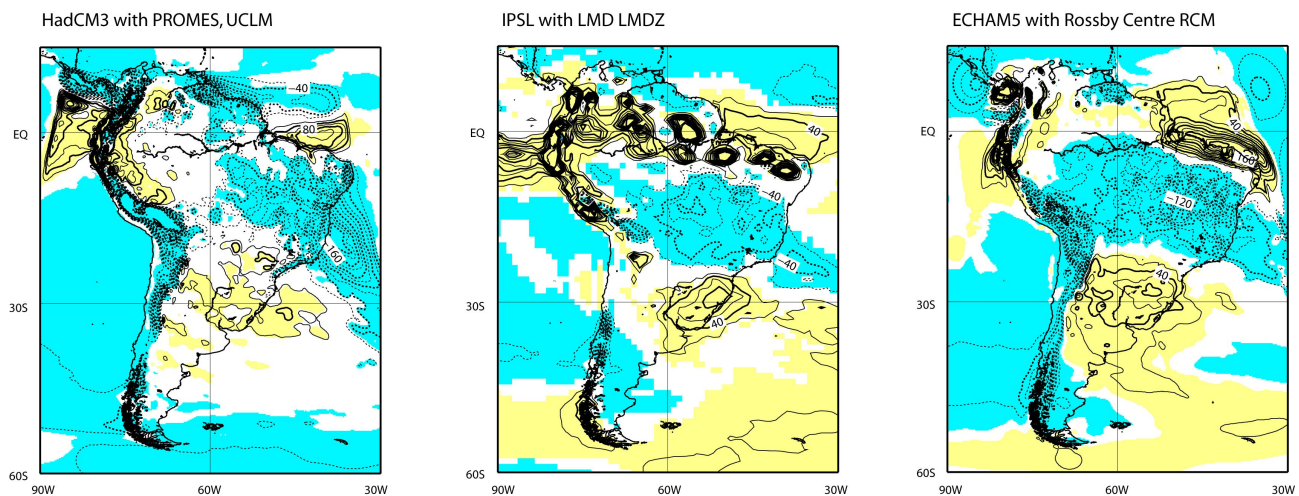 HadCM3 with PROMES, UCLM
IPSL with LMD LMDZ
ECHAM5 with Rossby Centre RCM
−40
80
160
EQ
30S
60S
90W
60W
30W
40
−40
−40
40
EQ
30S
60S
90W
60W
30W
40
160
−120
40
EQ
30S
60S
90W
60W
30W